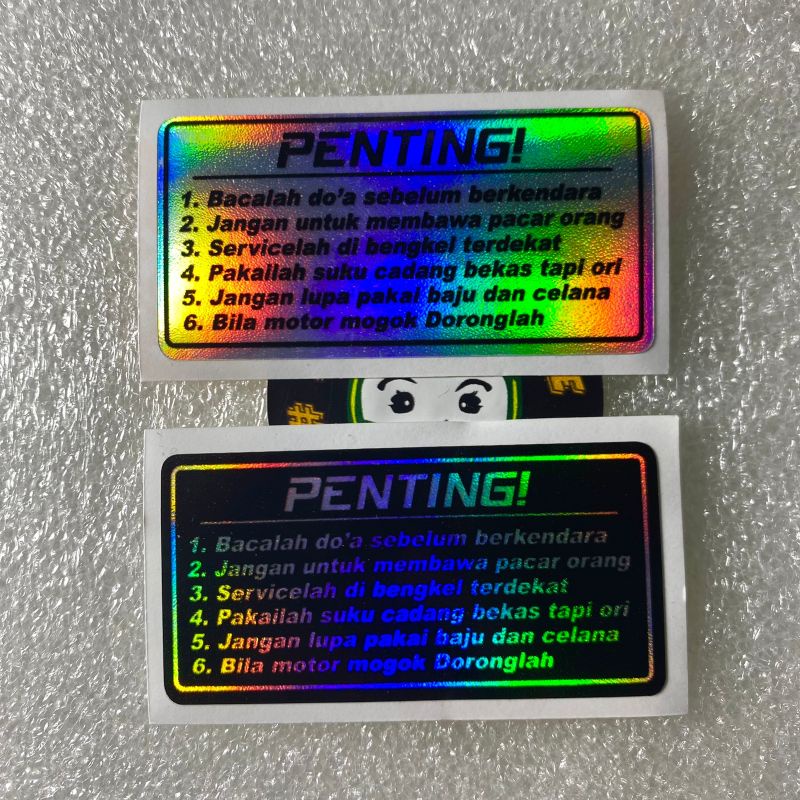 PENTING!
1. Bacalah do'a sebelum berkendara
2. Jangan untuk membawa pacar orang
3. Servicelah di bengkel terdekat
4. Pakailah suku cadang bekas tapi ori
5. Jangan lupa pakai baju dan celana
6. Bila motor mogok Doronglah
#
PENTING!
1. Bacalah do'a sebelum berkendara
2. Jangan untuk membawa pacar orang
3. Servicelah di bengkel terdekat
4. Pakailah suku cadang bekas tapi ori
5. Jangan lupa pakai baju dan celana
6. Bila motor mogok Doronglah